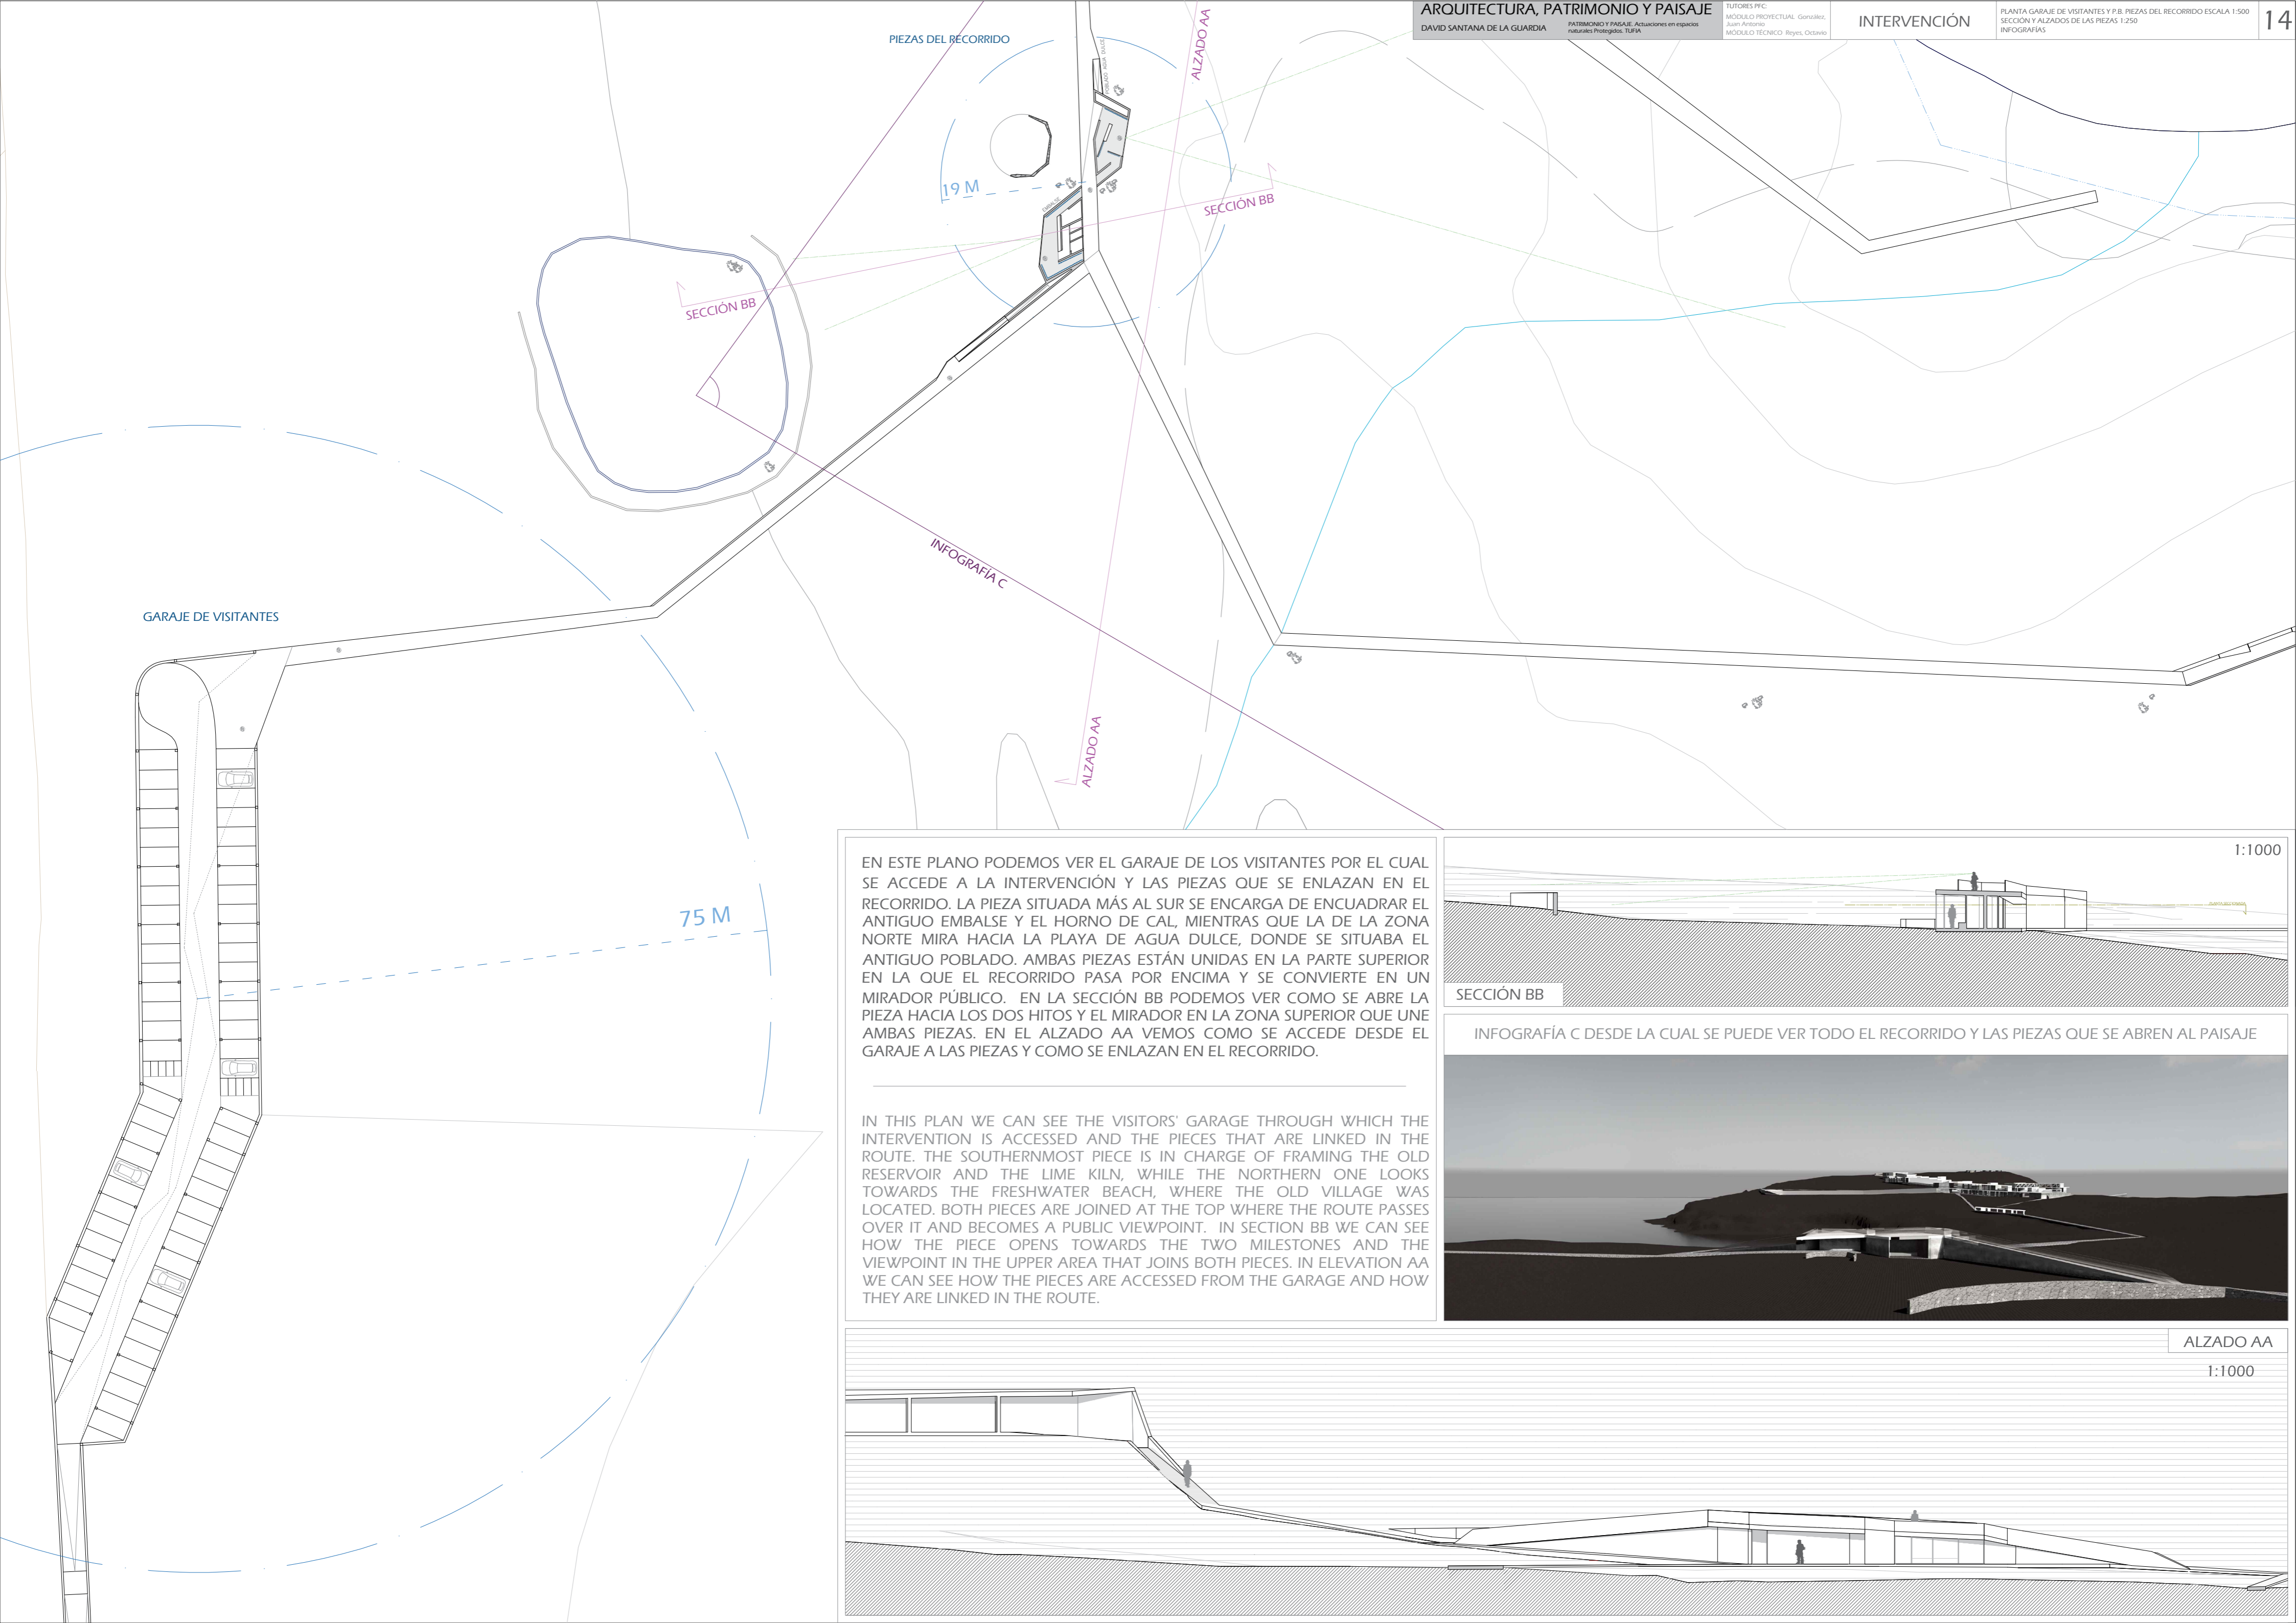 ARQUITECTURA, PATRIMONIO Y PAISAJE
DAVID SANTANA DE LA GUARDIA
PATRIMONIO Y PAISAJE. Actuaciones en espacios
naturales Protegidos. TUFIA
TUTORES PFC:
MÓDULO PROYECTUAL González,
Juan Antonio
MÓDULO TÉCNICO Reyes, Octavio
INTERVENCIÓN
PLANTA GARAJE DE VISITANTES Y P.B. PIEZAS DEL RECORRIDO ESCALA 1:500
SECCIÓN Y ALZADOS DE LAS PIEZAS 1:250
INFOGRAFÍAS
14
PIEZAS DEL RECORRIDO
ALZADO AA
POBLADO AGUA DULCE
19 M
EMBALSE
SECCIÓN BB
SECCIÓN BB
INFOGRAFÍA C
GARAJE DE VISITANTES
ALZADO AA
75 M
EN ESTE PLANO PODEMOS VER EL GARAJE DE LOS VISITANTES POR EL CUAL
SE ACCEDE A LA INTERVENCIÓN Y LAS PIEZAS QUE SE ENLAZAN EN EL
RECORRIDO. LA PIEZA SITUADA MÁS AL SUR SE ENCARGA DE ENCUADRAR EL
ANTIGUO EMBALSE Y EL HORNO DE CAL, MIENTRAS QUE LA DE LA ZONA
NORTE MIRA HACIA LA PLAYA DE AGUA DULCE, DONDE SE SITUABA EL
ANTIGUO POBLADO. AMBAS PIEZAS ESTÁN UNIDAS EN LA PARTE SUPERIOR
EN LA QUE EL RECORRIDO PASA POR ENCIMA Y SE CONVIERTE EN UN
MIRADOR PÚBLICO. EN LA SECCIÓN BB PODEMOS VER COMO SE ABRE LA
PIEZA HACIA LOS DOS HITOS Y EL MIRADOR EN LA ZONA SUPERIOR QUE UNE
AMBAS PIEZAS. EN EL ALZADO AA VEMOS COMO SE ACCEDE DESDE EL
GARAJE A LAS PIEZAS Y COMO SE ENLAZAN EN EL RECORRIDO.
IN THIS PLAN WE CAN SEE THE VISITORS' GARAGE THROUGH WHICH THE
INTERVENTION IS ACCESSED AND THE PIECES THAT ARE LINKED IN THE
ROUTE. THE SOUTHERNMOST PIECE IS IN CHARGE OF FRAMING THE OLD
RESERVOIR AND THE LIME KILN, WHILE THE NORTHERN ONE LOOKS
TOWARDS THE FRESHWATER BEACH, WHERE THE OLD VILLAGE WAS
LOCATED. BOTH PIECES ARE JOINED AT THE TOP WHERE THE ROUTE PASSES
OVER IT AND BECOMES A PUBLIC VIEWPOINT. IN SECTION BB WE CAN SEE
HOW THE PIECE OPENS TOWARDS THE TWO MILESTONES AND THE
VIEWPOINT IN THE UPPER AREA THAT JOINS BOTH PIECES. IN ELEVATION AA
WE CAN SEE HOW THE PIECES ARE ACCESSED FROM THE GARAGE AND HOW
THEY ARE LINKED IN THE ROUTE.
1:1000
SECCIÓN BB
INFOGRAFÍA C DESDE LA CUAL SE PUEDE VER TODO EL RECORRIDO Y LAS PIEZAS QUE SE ABREN AL PAISAJE
ALZADO AA
1:1000